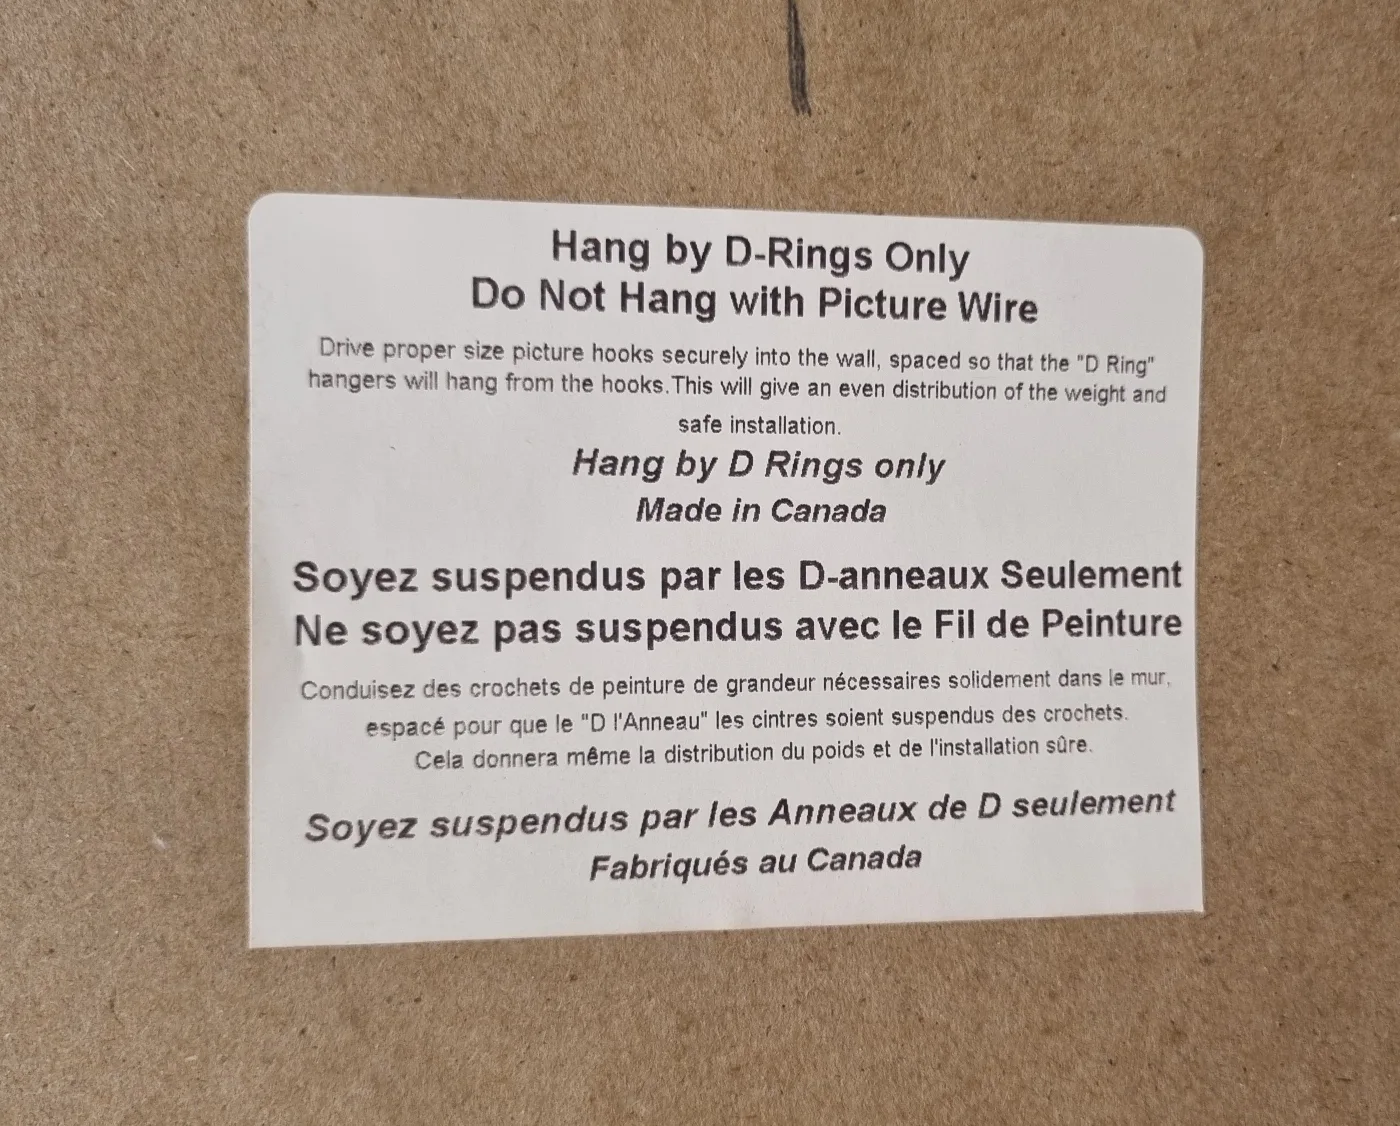 Hang by D-Rings Only
Do Not Hang with Picture Wire
Drive proper size picture hooks securely into the wall, spaced so that the "D Ring"
hangers will hang from the hooks.This will give an even distribution of the weight and
safe installation.
Hang by D Rings only
Made in Canada
Soyez suspendus par les D-anneaux Seulement
Ne soyez pas suspendus avec le Fil de Peinture
Conduisez des crochets de peinture de grandeur nécessaires solidement dans le mur,
espacé pour que le "D l'Anneau" les cintres soient suspendus des crochets.
Cela donnera même la distribution du poids et de l'installation sûre.
Soyez suspendus par les Anneaux de D seulement
Fabriqués au Canada